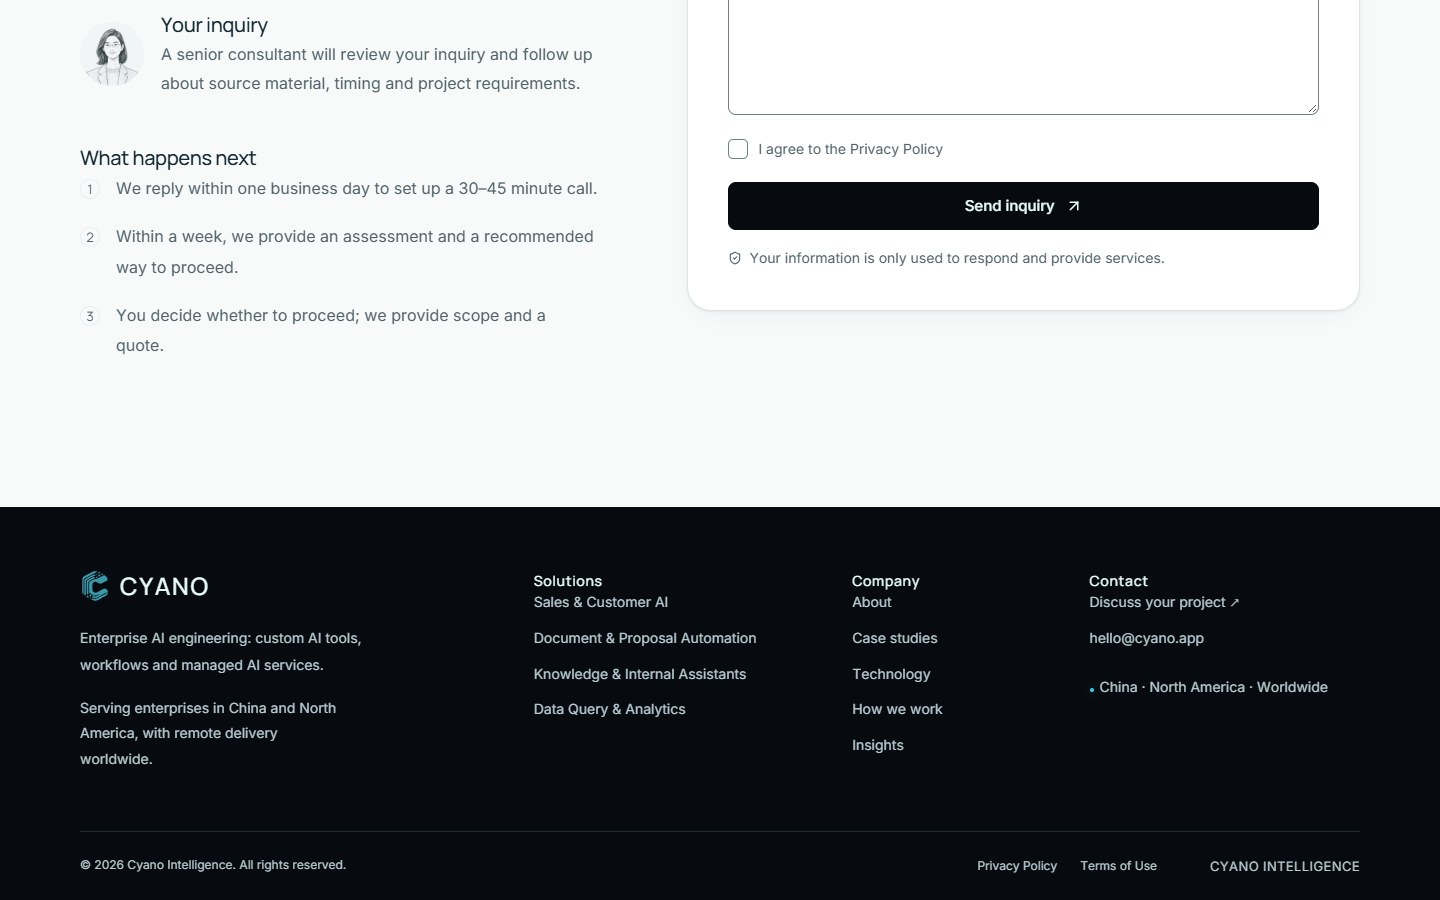 Your inquiry
A senior consultant will review your inquiry and follow up
about source material, timing and project requirements.
What happens next
1 We reply within one business day to set up a 30–45 minute call.
2 Within a week, we provide an assessment and a recommended
way to proceed.
3 You decide whether to proceed; we provide scope and a
quote.
I agree to the Privacy Policy
Send inquiry ↗
Your information is only used to respond and provide services.
CYANO
Enterprise AI engineering: custom AI tools,
workflows and managed AI services.
Serving enterprises in China and North
America, with remote delivery
worldwide.
Solutions
Sales & Customer AI
Document & Proposal Automation
Knowledge & Internal Assistants
Data Query & Analytics
Company
About
Case studies
Technology
How we work
Insights
Contact
Discuss your project ↗
hello@cyano.app
China · North America · Worldwide
© 2026 Cyano Intelligence. All rights reserved.
Privacy Policy
Terms of Use
CYANO INTELLIGENCE